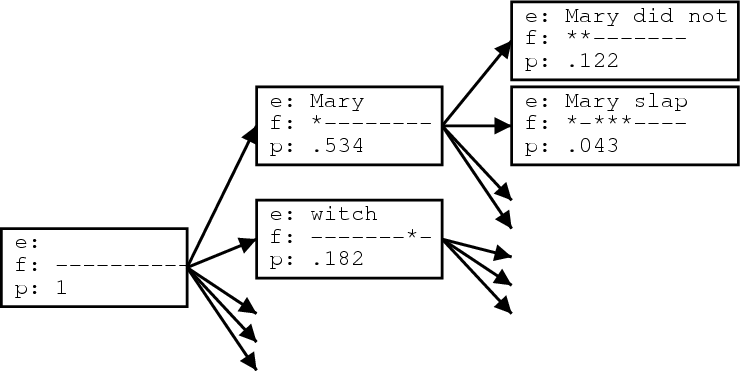 e: Mary did not
f: **-------
p: .122
e: Mary
f: *--------
p: .534
e: Mary slap
f: *-***----
p: .043
e: witch
f: -------*-
p: .182
e:
f: ----------
p: 1